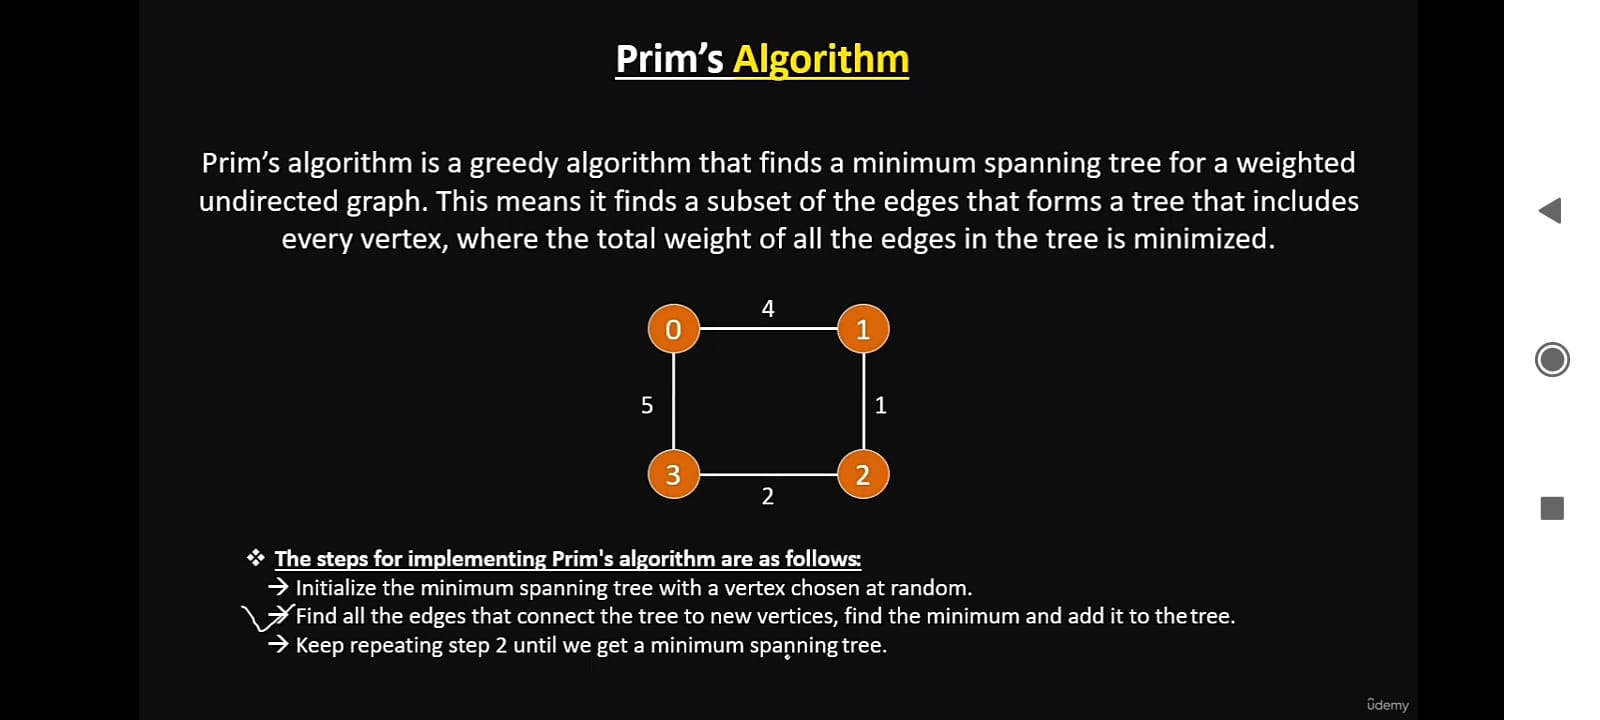 Prim’s Algorithm
Prim’s algorithm is a greedy algorithm that finds a minimum spanning tree for a weighted
undirected graph. This means it finds a subset of the edges that forms a tree that includes
every vertex, where the total weight of all the edges in the tree is minimized.
4
0 1
5 1
3 2
2
❖ The steps for implementing Prim's algorithm are as follows:
→ Initialize the minimum spanning tree with a vertex chosen at random.
→ Find all the edges that connect the tree to new vertices, find the minimum and add it to the tree.
→ Keep repeating step 2 until we get a minimum spanning tree.
ûdemy